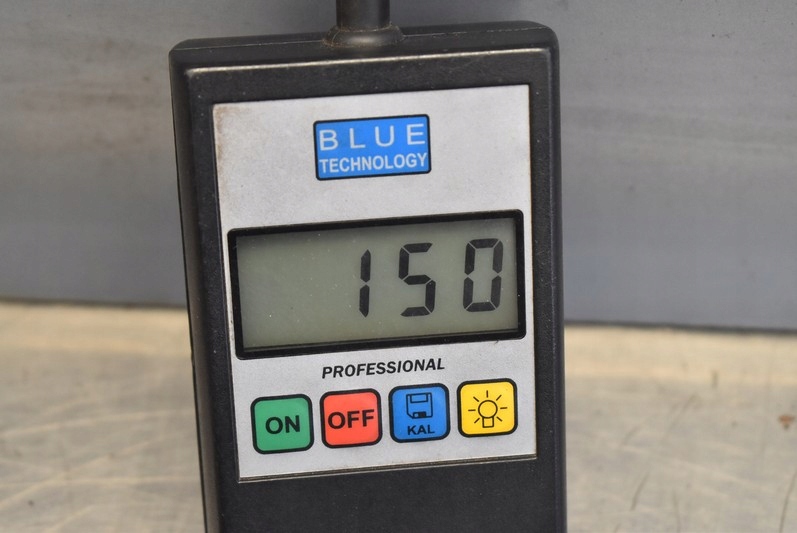 BLUE
TECHNOLOGY
150
PROFESSIONAL
ON OFF KAL